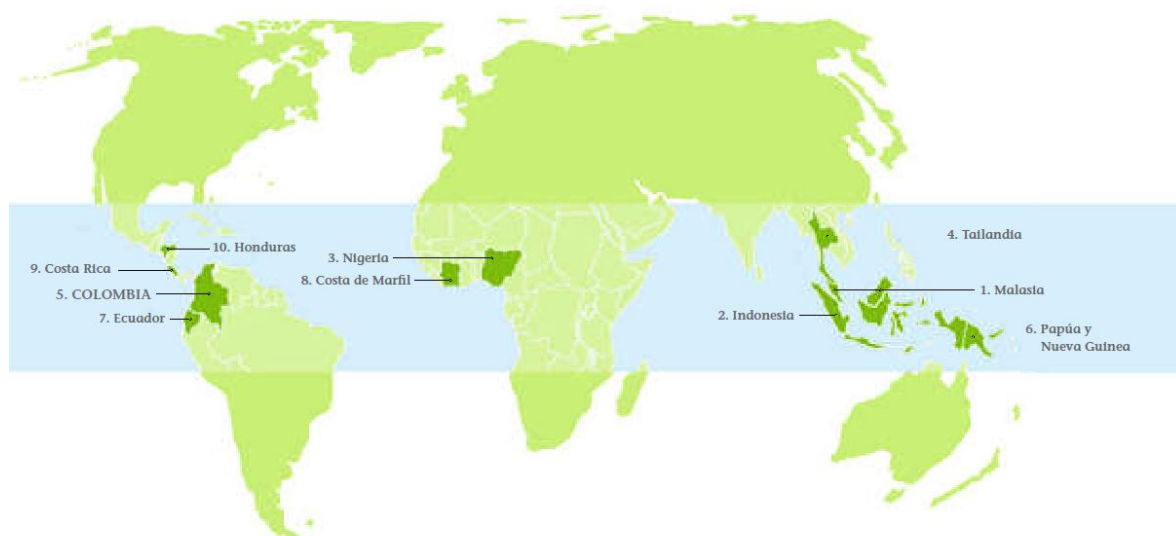 10. Honduras
3. Nigeria
4. Tailandia
9. Costa Rica
8. Costa de Marfil
5. COLOMBIA
1. Malasia
7. Ecuador
2. Indonesia
6. Papúa y
Nueva Guinea